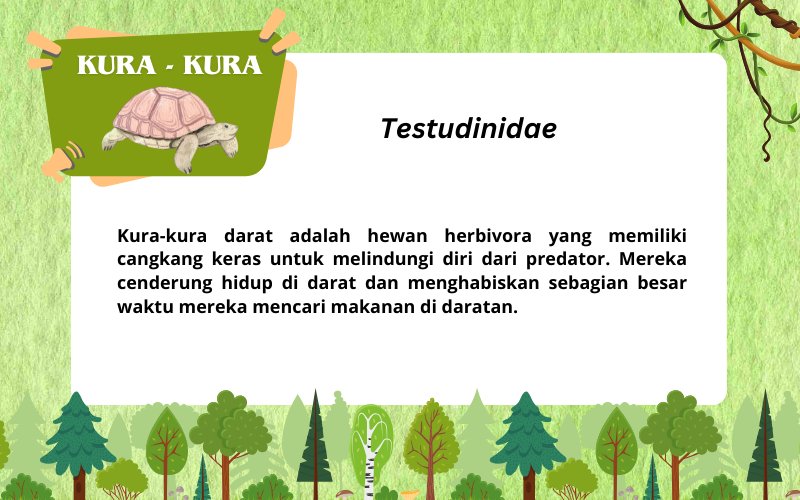 KURA - KURA
Testudinidae
Kura-kura darat adalah hewan herbivora yang memiliki
cangkang keras untuk melindungi diri dari predator. Mereka
cenderung hidup di darat dan menghabiskan sebagian besar
waktu mereka mencari makanan di daratan.